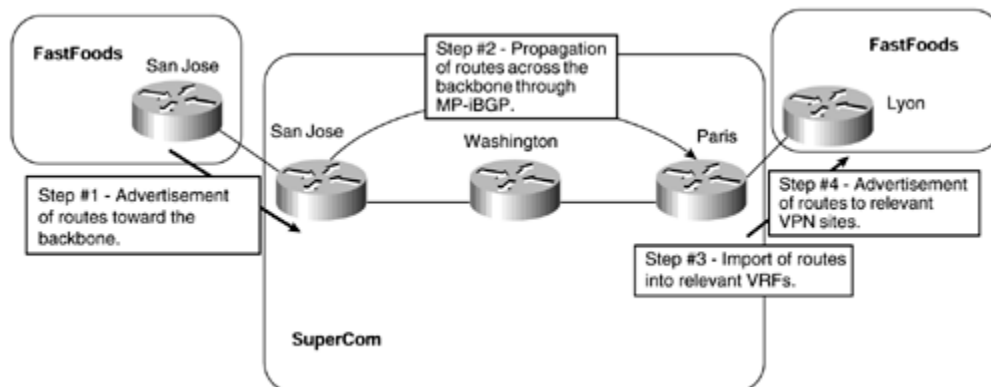 FastFoods
San Jose
Step #1 - Advertisement
of routes toward the
backbone.
San Jose
Step #2 - Propagation
of routes across the
backbone through
MP-iBGP.
Washington
Paris
SuperCom
FastFoods
Lyon
Step #4 - Advertisement
of routes to relevant
VPN sites.
Step #3 - Import of routes
into relevant VRFs.